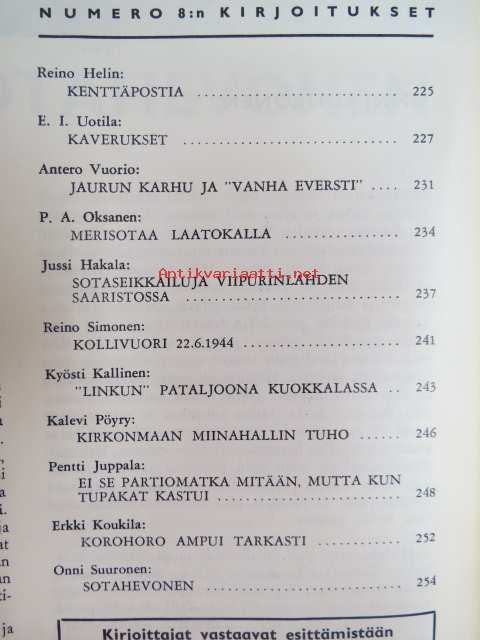 NUMERO 8:n KIRJOITUKSET
Reino Helin:
KENTTÄPOSTIA ............ 225
E. I. Uotila:
KAVERUKSET ............ 227
Antero Vuorio:
JAURUN KARHU JA "VANHA EVERSTI" .... 231
P. A. Oksanen:
MERISOTAA LAATOKALLA ............ 234
Jussi Hakala:
Antikvariaatti.net
SOTASEIKKAILUJA VIIPURINLAHDEN
SAARISTOSSA ............ 237
Reino Simonen:
KOLLIVUORI 22.6.1944 ............ 241
Kyösti Kallinen:
"LINKUN" PATALJOONA KUOKKALASSA .. 243
Kalevi Pöyry:
KIRKONMAAN MIINAHALLIN TUHO ...... 246
Pentti Juppala:
EI SE PARTIOMATKA MITÄÄN, MUTTA KUN
TUPAKAT KASTUI ............ 248
Erkki Koukila:
KOROHORO AMPUI TARKASTI ............ 252
Onni Suuronen:
SOTAHEVONEN ............ 254
Kirjoittajat vastaavat esittämistään